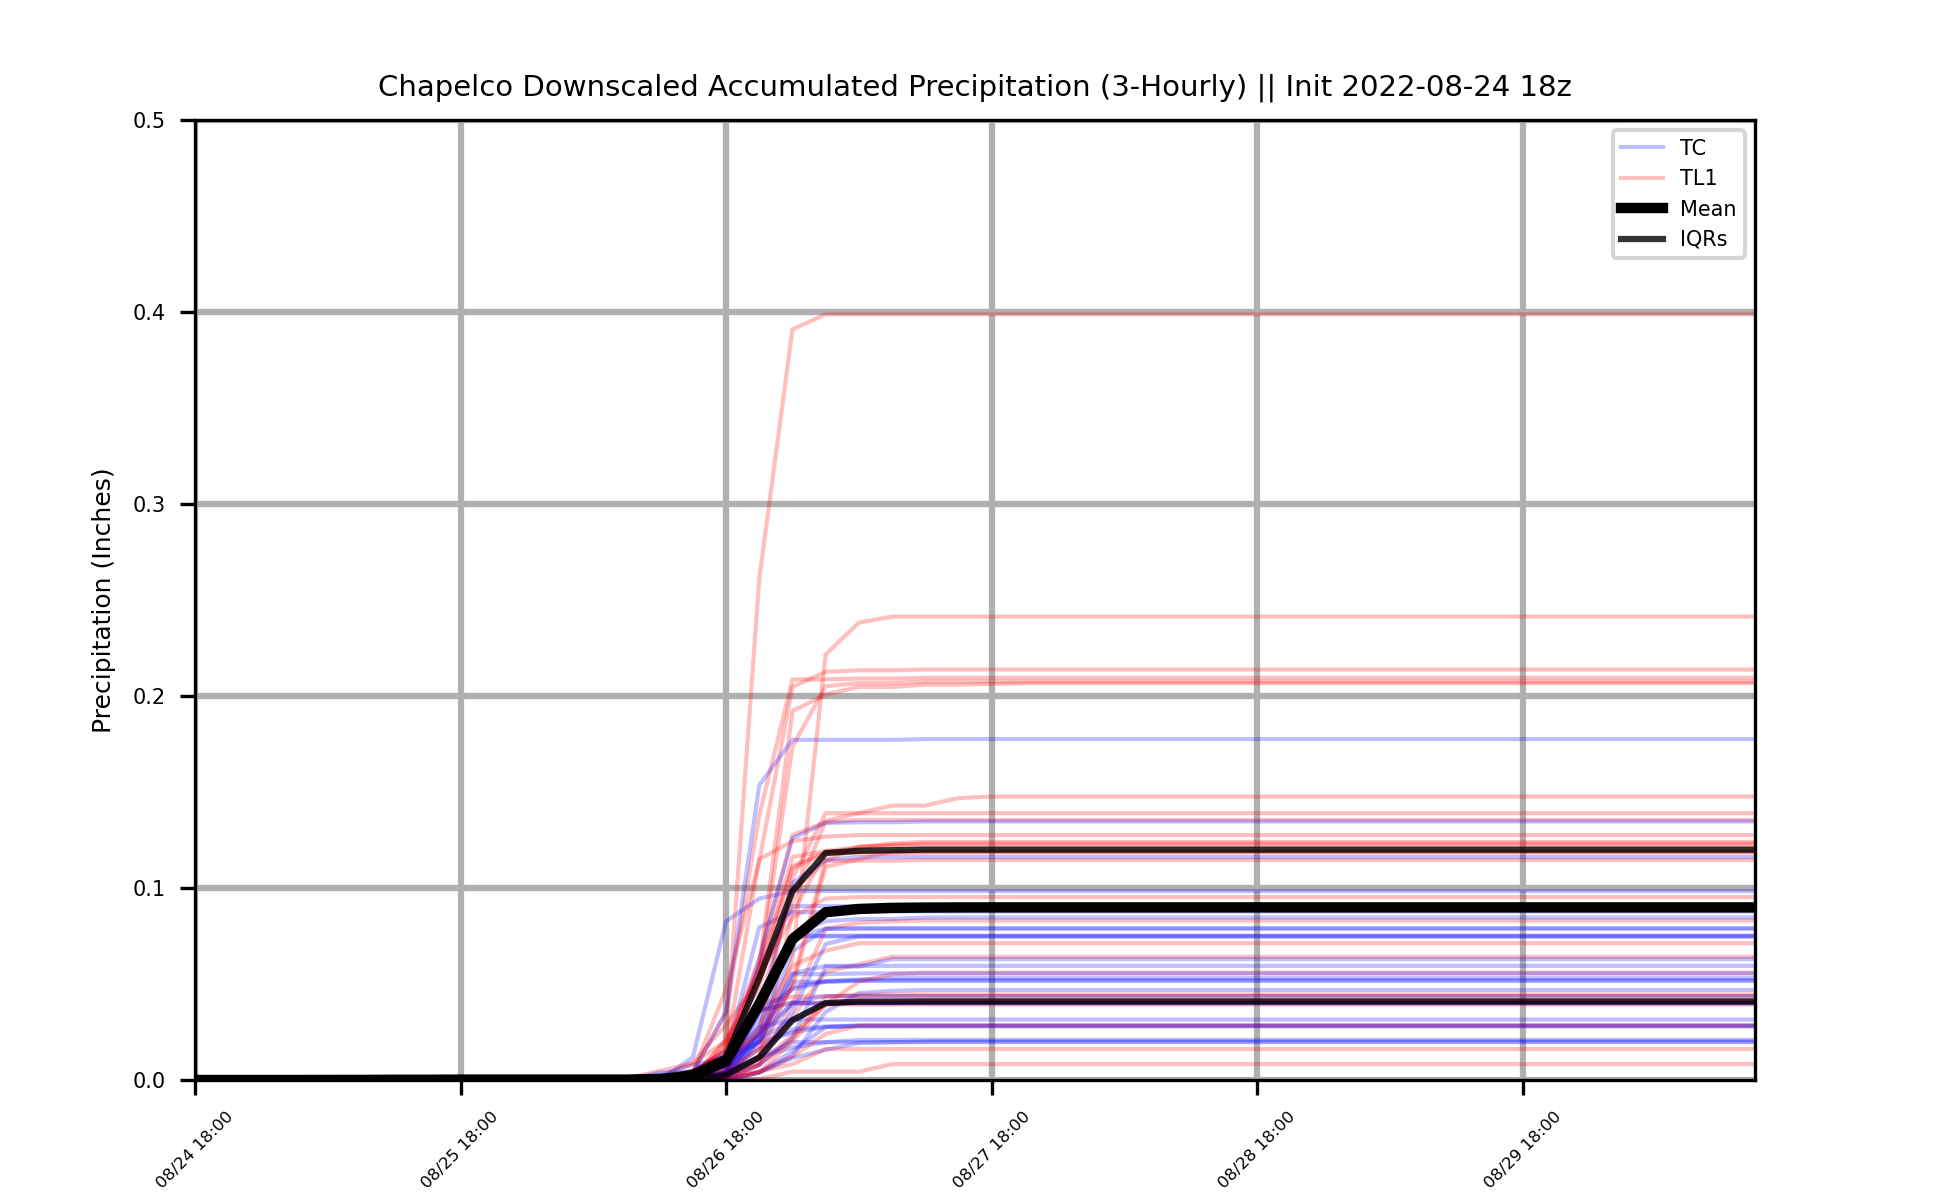 Chapelco Downscaled Accumulated Precipitation (3-Hourly) || Init 2022-08-24 18z
Precipitation (Inches)
0.5
0.4
0.3
0.2
0.1
0.0
TC
TL1
Mean
IQRs
08/24 18:00
08/25 18:00
08/26 18:00
08/27 18:00
08/28 18:00
08/29 18:00